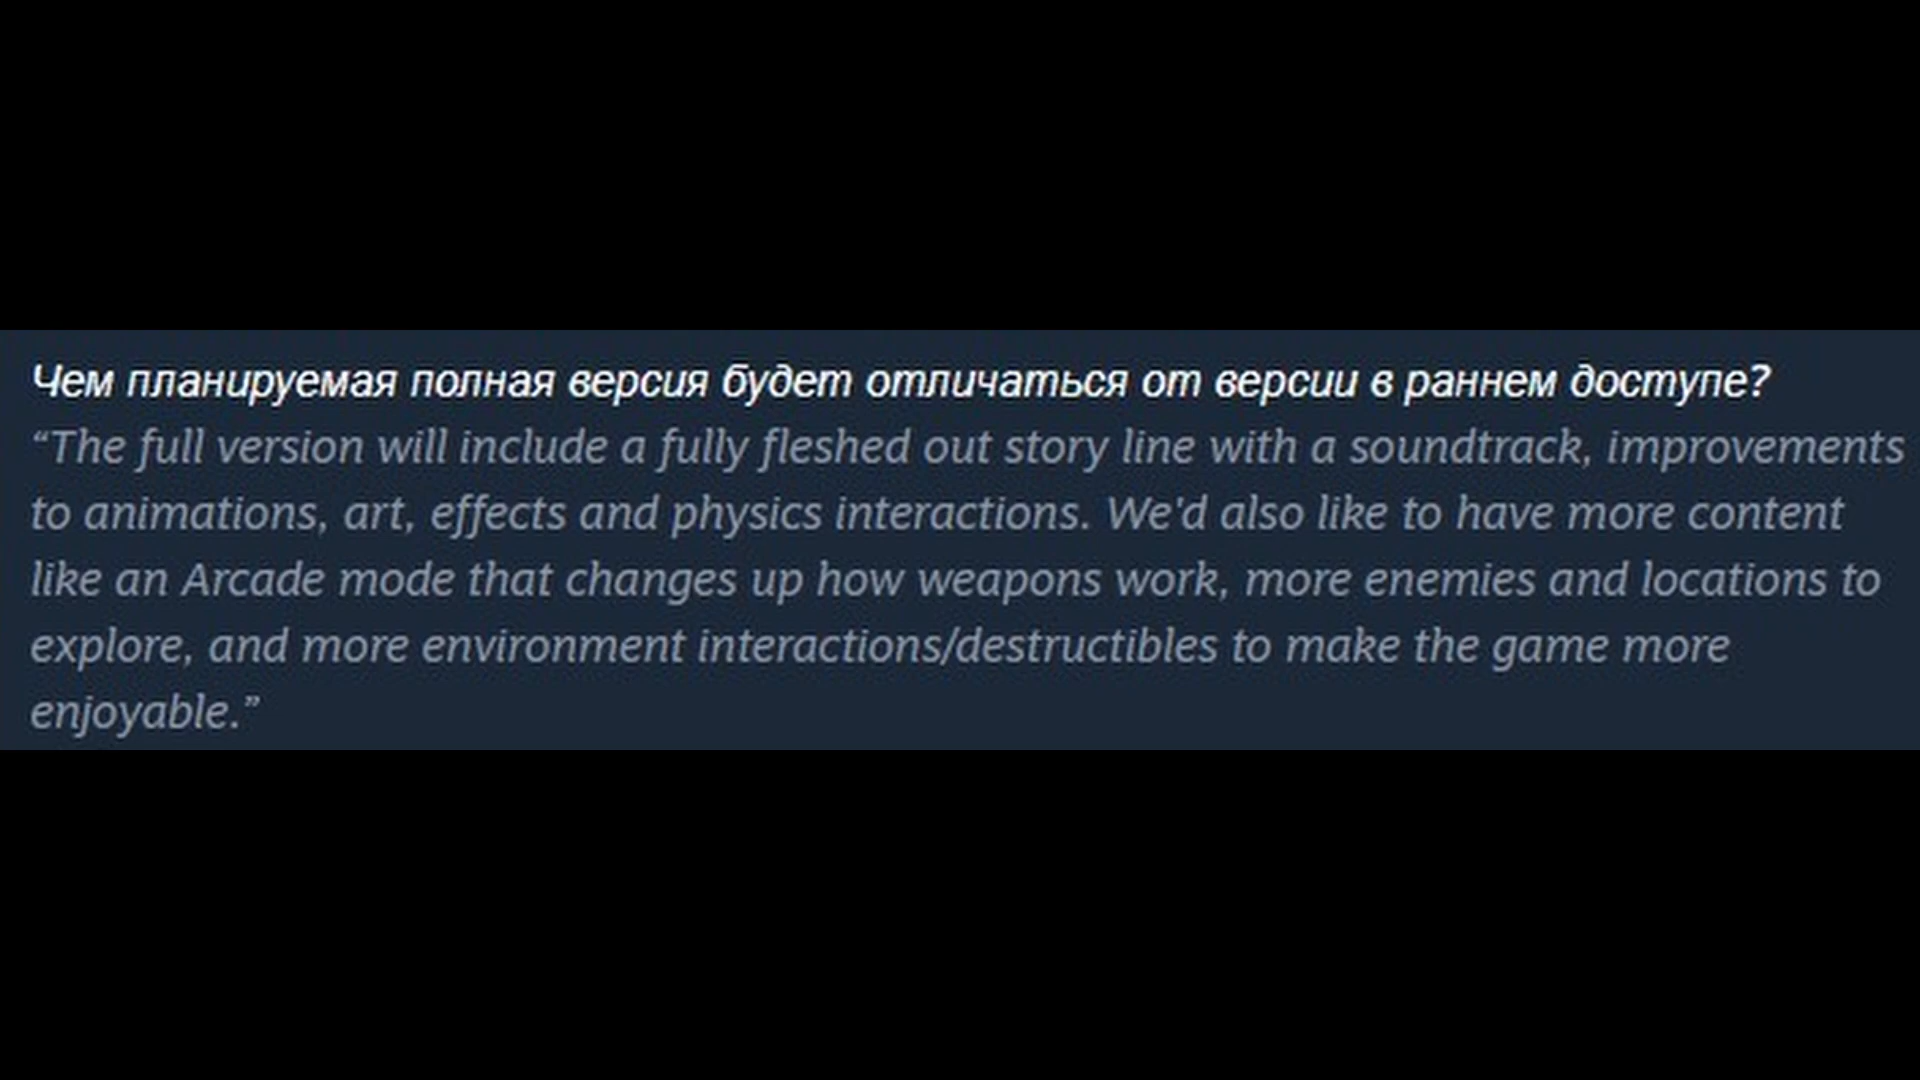 Чем планируемая полная версия будет отличаться от версии в раннем доступе?
“The full version will include a fully fleshed out story line with a soundtrack, improvements
to animations, art, effects and physics interactions. We'd also like to have more content
like an Arcade mode that changes up how weapons work, more enemies and locations to
explore, and more environment interactions/destructibles to make the game more
enjoyable.”